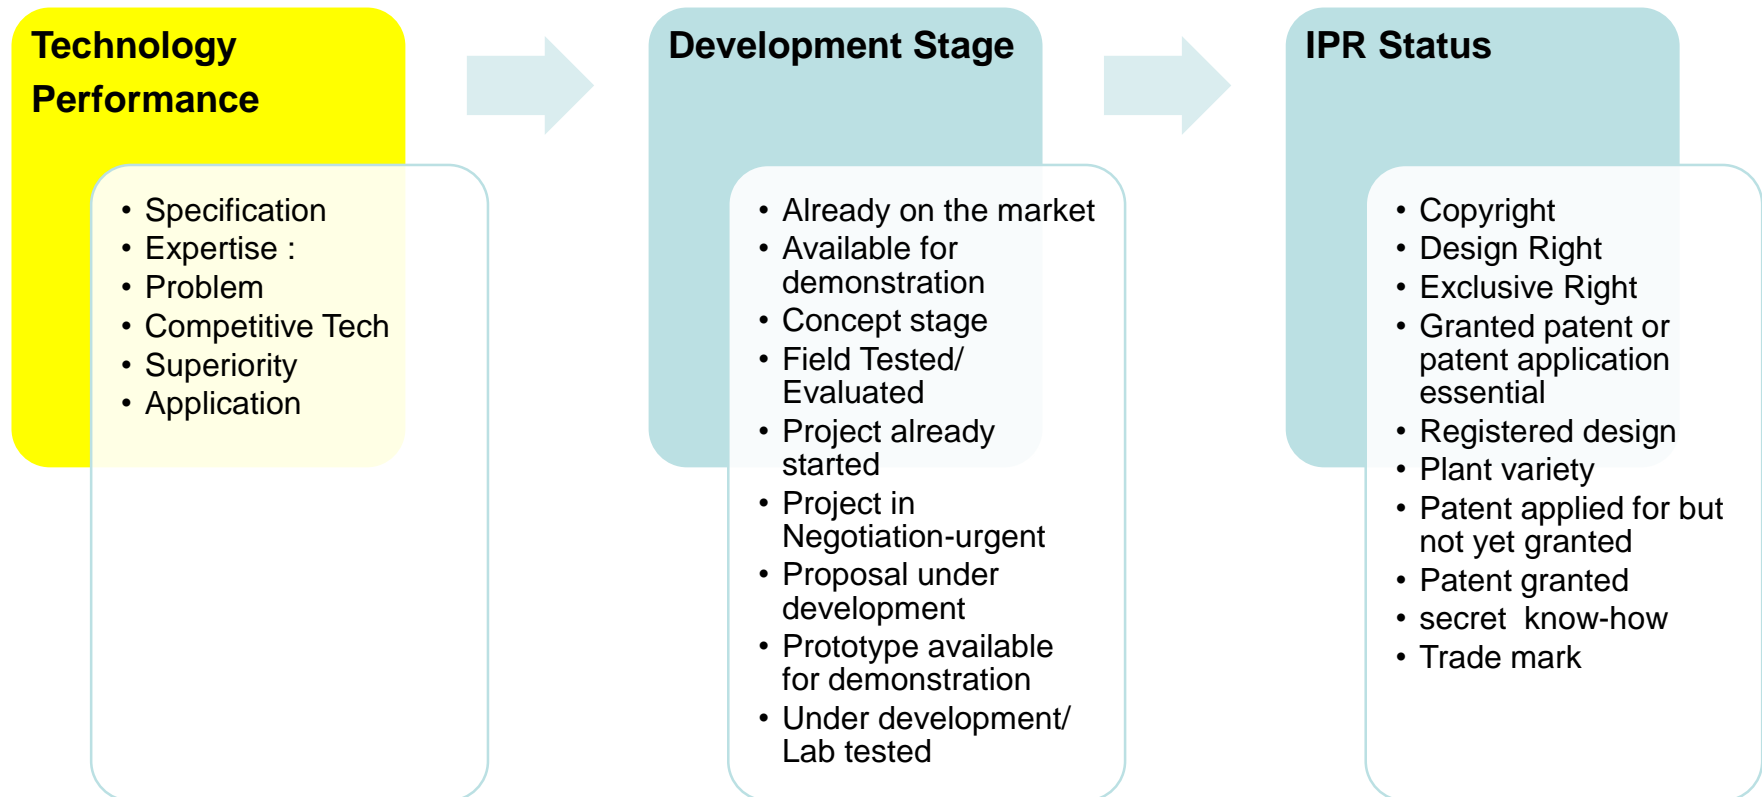 Technology
Performance
• Specification
• Expertise :
• Problem
• Competitive Tech
• Superiority
• Application
Development Stage
• Already on the market
• Available for
demonstration
• Concept stage
• Field Tested/
Evaluated
• Project already
started
• Project in
Negotiation-urgent
• Proposal under
development
• Prototype available
for demonstration
• Under development/
Lab tested
IPR Status
• Copyright
• Design Right
• Exclusive Right
• Granted patent or
patent application
essential
• Registered design
• Plant variety
• Patent applied for but
not yet granted
• Patent granted
• secret  know-how
• Trade mark